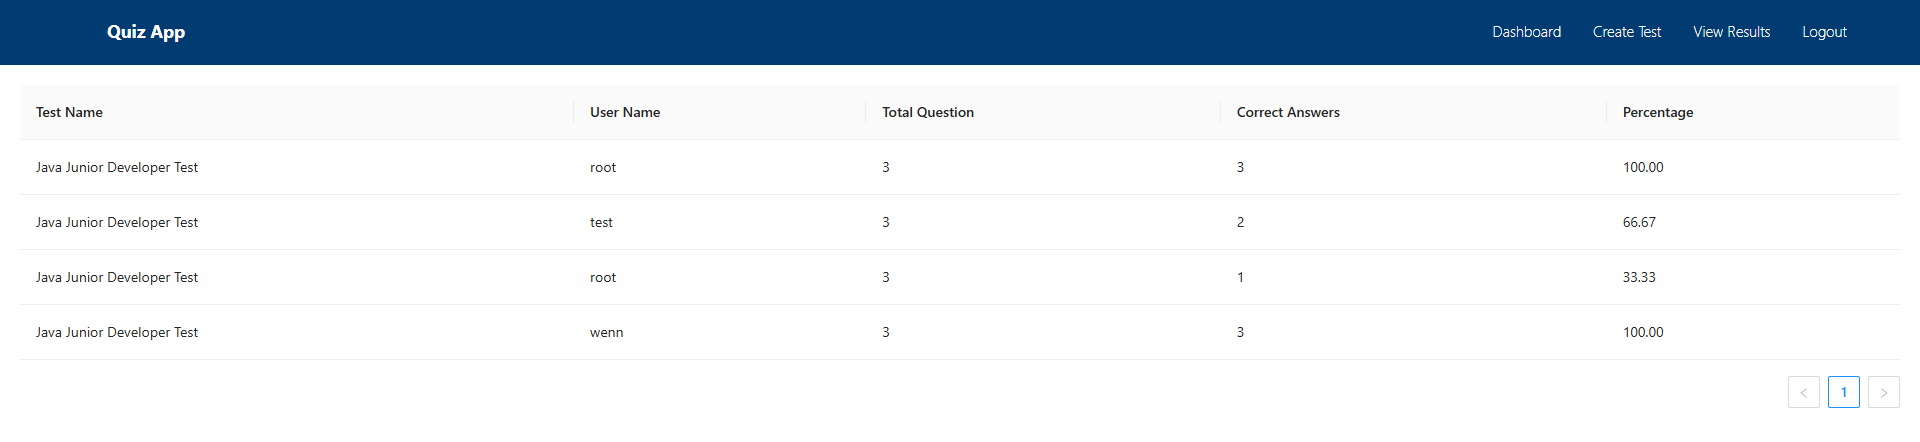 Quiz App Dashboard Create Test View Results Logout
Test Name User Name Total Question Correct Answers Percentage
Java Junior Developer Test root 3 3 100.00
Java Junior Developer Test test 3 2 66.67
Java Junior Developer Test root 3 1 33.33
Java Junior Developer Test wenn 3 3 100.00
< 1 >